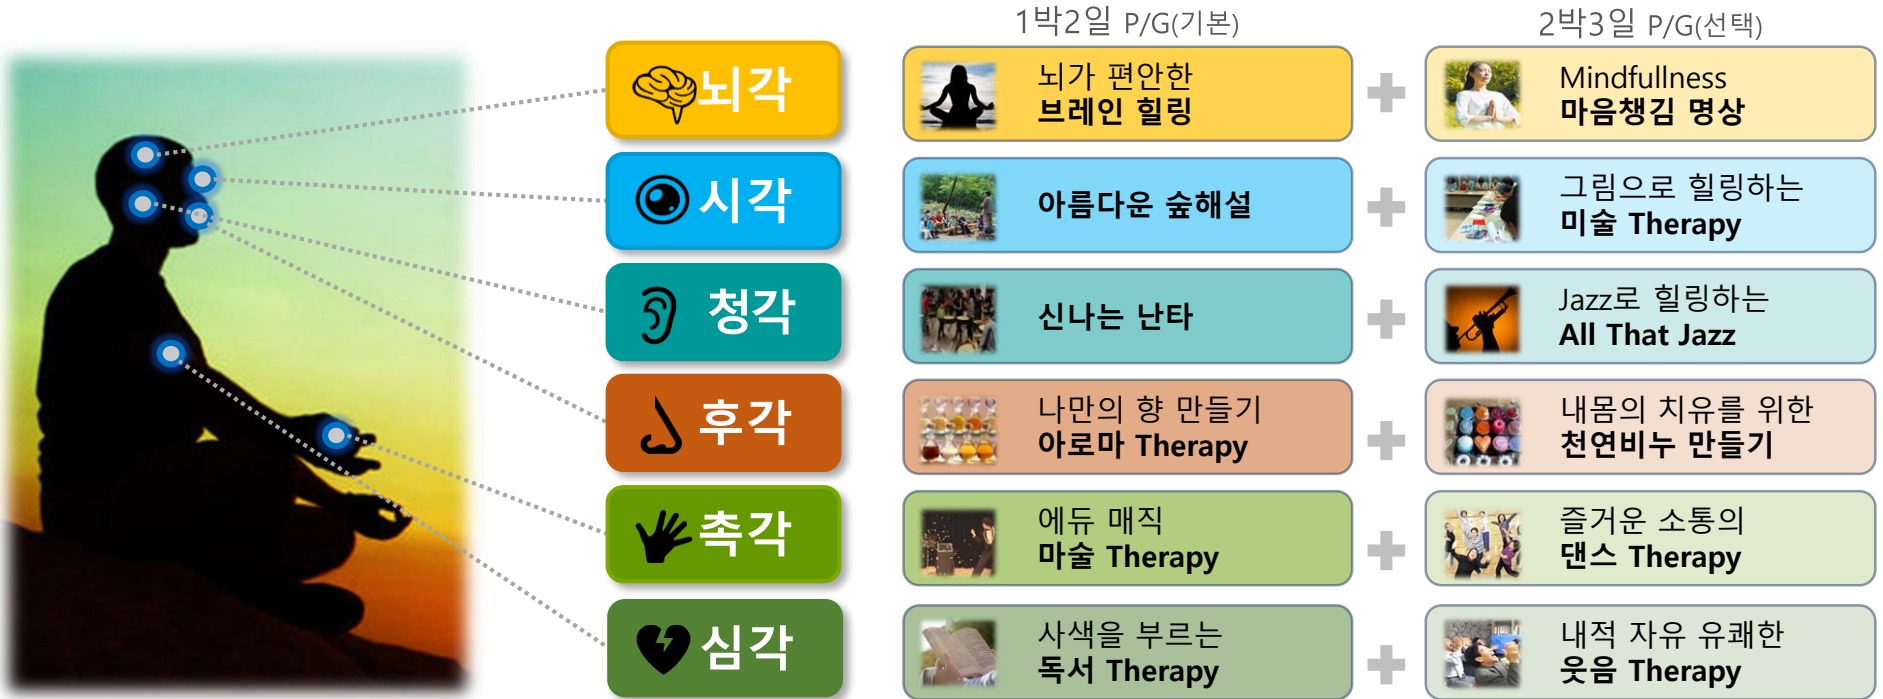 1박2일 P/G(기본)
2박3일 P/G(선택)
뇌각
뇌가 편안한
브레인 힐링
Mindfullness
마음챙김 명상
시각
아름다운 숲해설
그림으로 힐링하는
미술 Therapy
청각
신나는 난타
Jazz로 힐링하는
All That Jazz
후각
나만의 향 만들기
아로마 Therapy
내몸의 치유를 위한
천연비누 만들기
촉각
에듀 매직
마술 Therapy
즐거운 소통의
댄스 Therapy
심각
사색을 부르는
독서 Therapy
내적 자유 유쾌한
웃음 Therapy